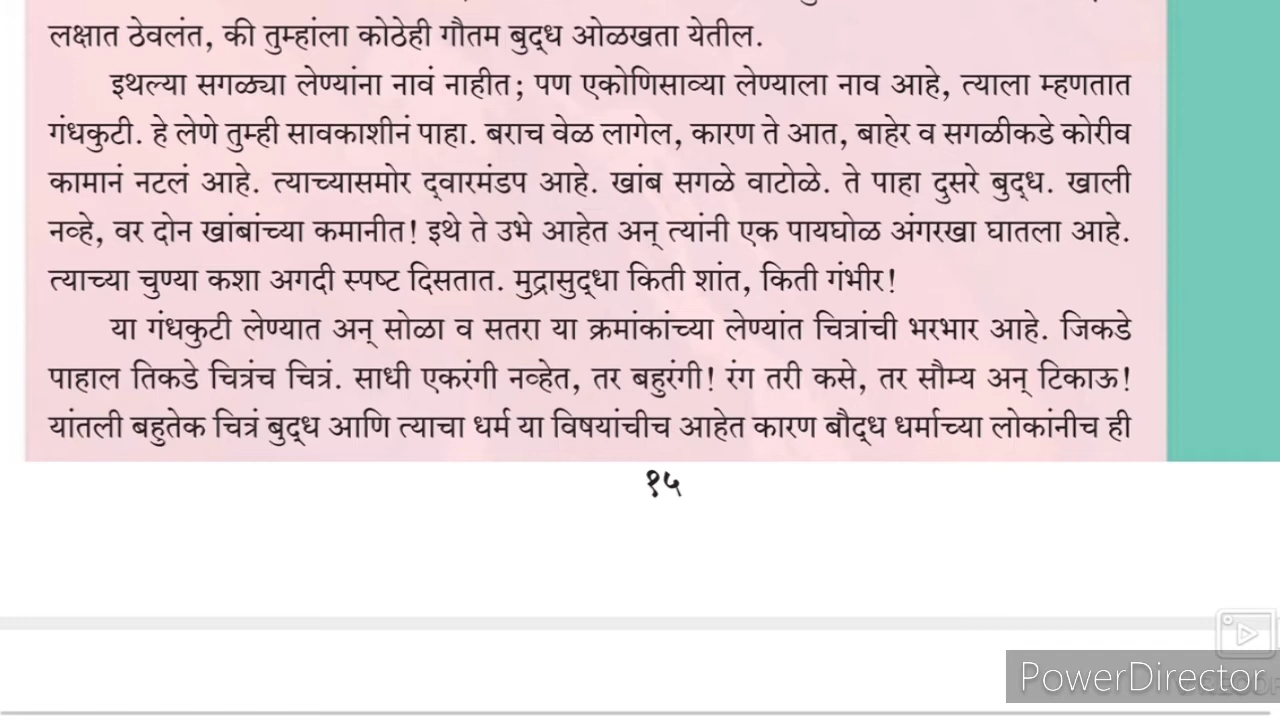 लक्षात ठेवलंत, की तुम्हांला कोठेही गौतम बुद्ध ओळखता येतील.
इथल्या सगळ्या लेण्यांना नावं नाहीत; पण एकोणिसाव्या लेण्याला नाव आहे, त्याला म्हणतात
गंधकुटी. हे लेणे तुम्ही सावकाशीनं पाहा. बराच वेळ लागेल, कारण ते आत, बाहेर व सगळीकडे कोरीव
कामानं नटलं आहे. त्याच्यासमोर द्वारमंडप आहे. खांब सगळे वाटोळे. ते पाहा दुसरे बुद्ध. खाली
नव्हे, वर दोन खांबांच्या कमानीत! इथे ते उभे आहेत अन् त्यांनी एक पायघोळ अंगरखा घातला आहे.
त्याच्या चुण्या कशा अगदी स्पष्ट दिसतात. मुद्रासुद्धा किती शांत, किती गंभीर!
या गंधकुटी लेण्यात अन् सोळा व सतरा या क्रमांकांच्या लेण्यांत चित्रांची भरभार आहे. जिकडे
पाहाल तिकडे चित्रंच चित्रं. साधी एकरंगी नव्हेत, तर बहुरंगी! रंग तरी कसे, तर सौम्य अन् टिकाऊ!
यांतली बहुतेक चित्रं बुद्ध आणि त्याचा धर्म या विषयांचीच आहेत कारण बौद्ध धर्माच्या लोकांनीच ही
१५
PowerDirector